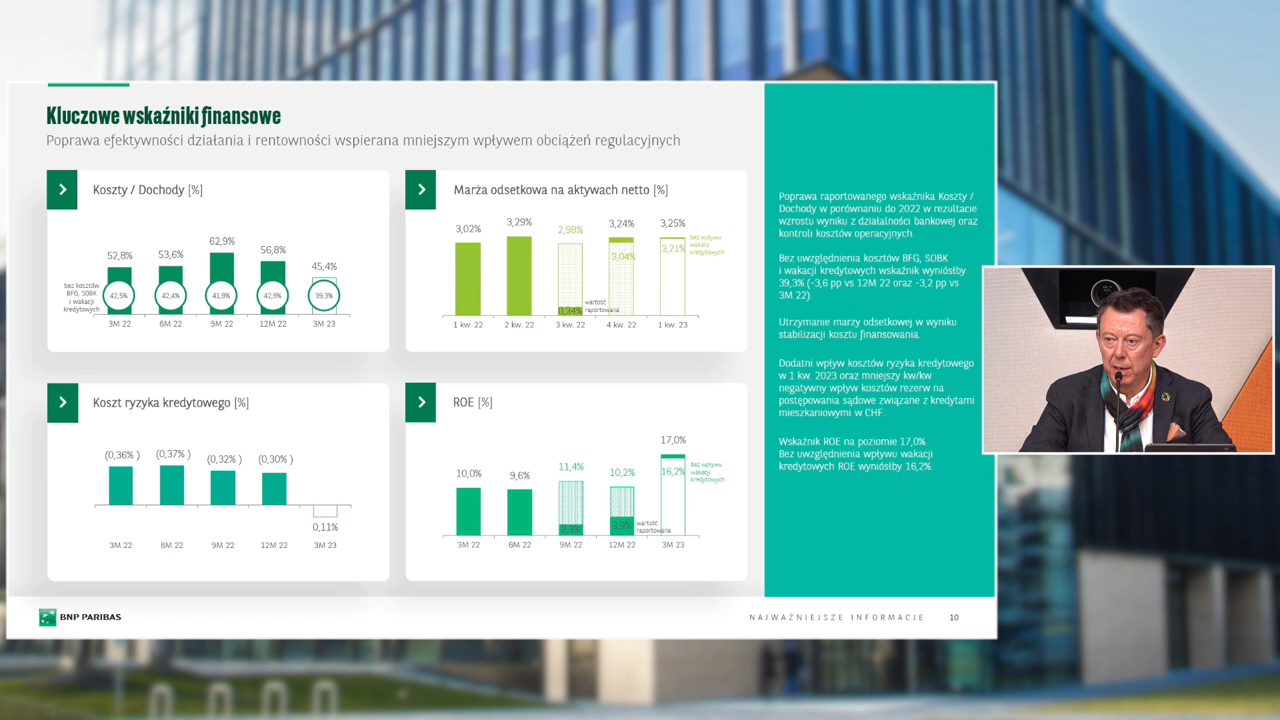 Kluczowe wskaźniki finansowe
Poprawa efektywności działania i rentowności wspierana mniejszym wpływem obciążeń regulacyjnych
Koszty / Dochody [%]
52,8%
53,6%
62,9%
56,8%
45,4%
bez kosztów
BFG, SOBK
i wakacji
kredytowych
42,5%
42,4%
41,9%
42,9%
39,3%
3M 22
6M 22
9M 22
12M 22
3M 23
Marża odsetkowa na aktywach netto [%]
3,02%
3,29%
2,98%
3,24%
3,25%
3,04%
3,21%
bez wpływu
wakacji
kredytowych
0,34%
wartość
raportowana
1 kw. 22
2 kw. 22
3 kw. 22
4 kw. 22
1 kw. 23
Koszt ryzyka kredytowego [%]
(0,36% )
(0,37% )
(0,32% )
(0,30% )
0,11%
3M 22
6M 22
9M 22
12M 22
3M 23
ROE [%]
10,0%
9,6%
11,4%
10,2%
17,0%
16,2%
bez wpływu
wakacji
kredytowych
2,3%
3,9%
wartość
raportowana
3M 22
6M 22
9M 22
12M 22
3M 23
Poprawa raportowanego wskaźnika Koszty /
Dochody w porównaniu do 2022 w rezultacie
wzrostu wyniku z działalności bankowej oraz
kontroli kosztów operacyjnych.
Bez uwzględnienia kosztów BFG, SOBK
i wakacji kredytowych wskaźnik wyniósłby
39,3% (-3,6 pp vs 12M 22 oraz -3,2 pp vs
3M 22).
Utrzymanie marży odsetkowej w wyniku
stabilizacji kosztu finansowania.
Dodatni wpływ kosztów ryzyka kredytowego
w 1 kw. 2023 oraz mniejszy kw/kw
negatywny wpływ kosztów rezerw na
postępowania sądowe związane z kredytami
mieszkaniowymi w CHF.
Wskaźnik ROE na poziomie 17,0%.
Bez uwzględnienia wpływu wakacji
kredytowych ROE wyniósłby 16,2%.
BNP PARIBAS
NAJWAŻNIEJSZE INFORMACJE 10